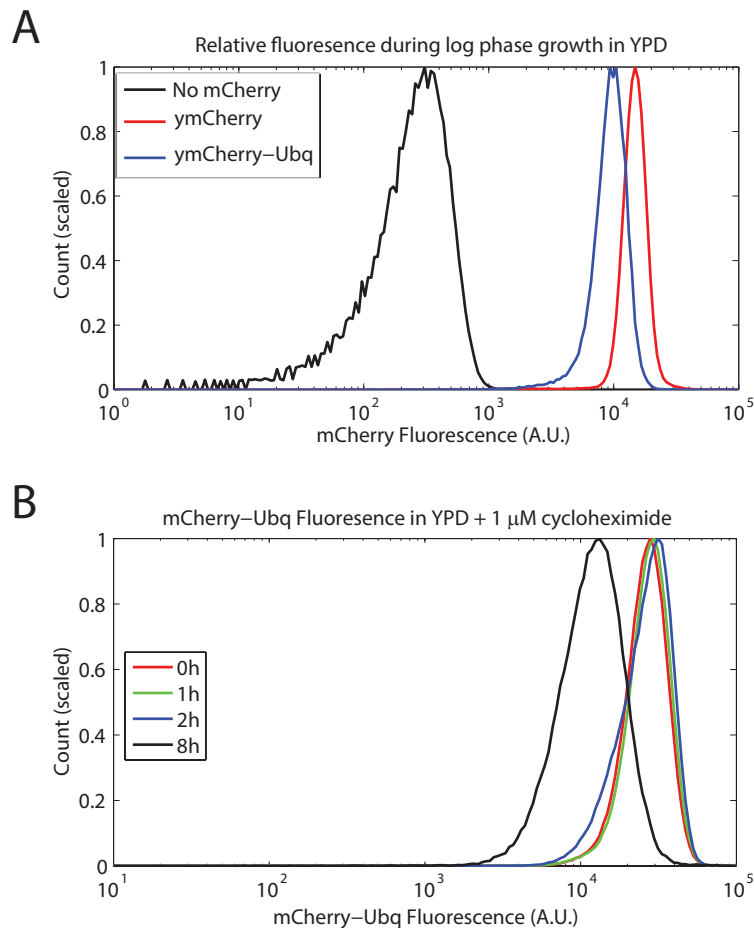 A
Relative fluoresence during log phase growth in YPD
No mCherry
ymCherry
ymCherry−Ubq
Count (scaled)
1
0.8
0.6
0.4
0.2
0
10^0 10^1 10^2 10^3 10^4 10^5
mCherry Fluorescence (A.U.)
B
mCherry−Ubq Fluoresence in YPD + 1 μM cycloheximide
0h
1h
2h
8h
Count (scaled)
1
0.8
0.6
0.4
0.2
0
10^1 10^2 10^3 10^4 10^5
mCherry−Ubq Fluorescence (A.U.)